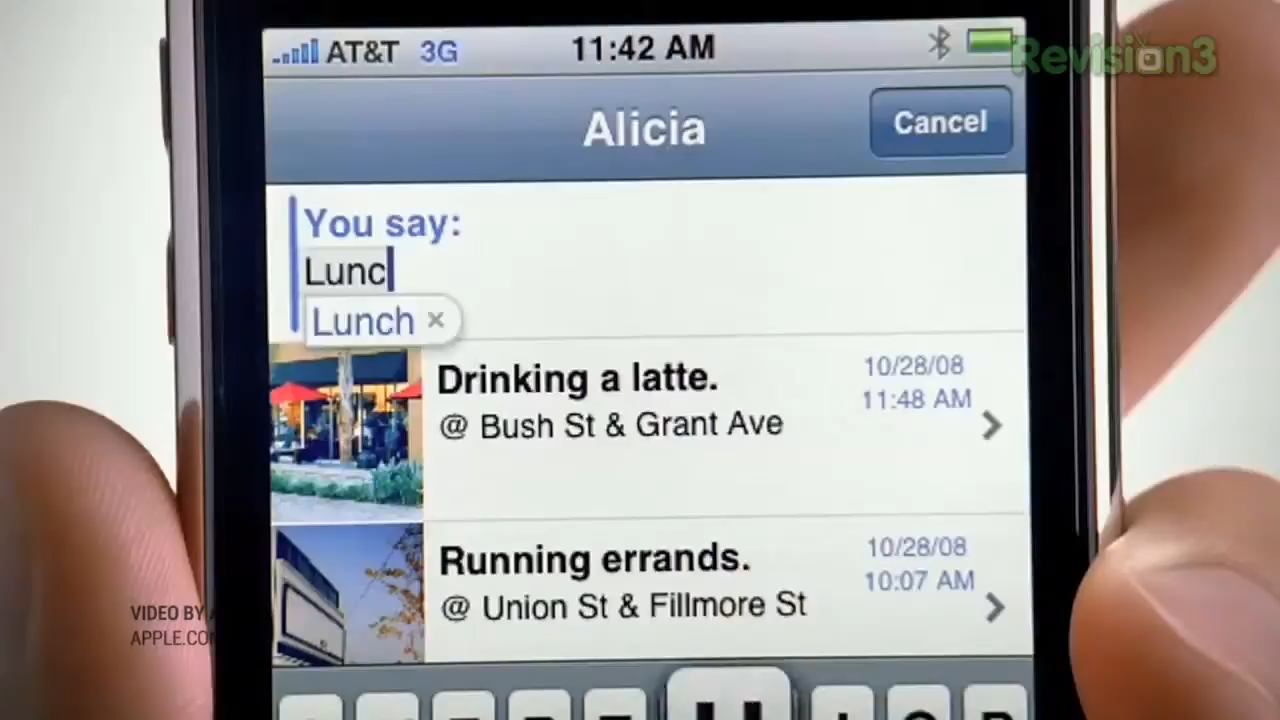 AT&T 3G 11:42 AM
Revision3
Alicia
Cancel
You say:
Lunc
Lunch ×
Drinking a latte.
10/28/08
11:48 AM
@ Bush St & Grant Ave
Running errands.
10/28/08
10:07 AM
@ Union St & Fillmore St
VIDEO BY
APPLE.CO